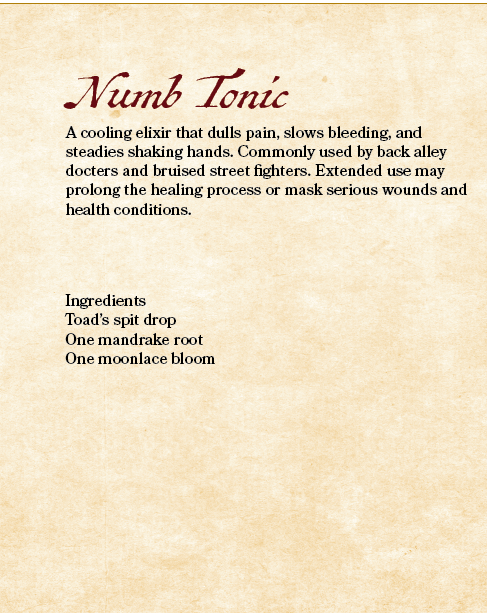 Numb Tonic
A cooling elixir that dulls pain, slows bleeding, and
steadies shaking hands. Commonly used by back alley
docters and bruised street fighters. Extended use may
prolong the healing process or mask serious wounds and
health conditions.
Ingredients
Toad's spit drop
One mandrake root
One moonlace bloom